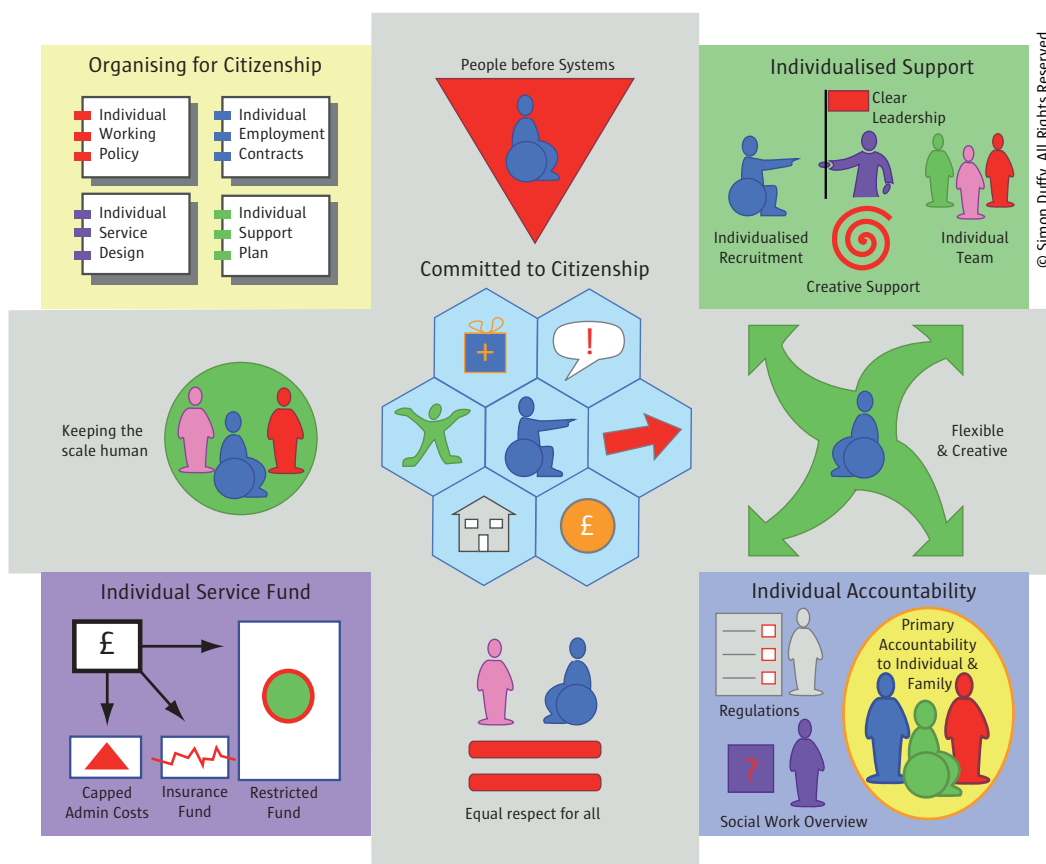 Organising for Citizenship
Individual
Working
Policy
Individual
Employment
Contracts
Individual
Service
Design
Individual
Support
Plan
People before Systems
Individualised Support
Clear
Leadership
Individualised
Recruitment
Creative Support
Individual
Team
© Simon Duffy. All Rights Reserved
Keeping the
scale human
Committed to Citizenship
+
!
£
Flexible
& Creative
Individual Service Fund
£
Capped
Admin Costs
Insurance
Fund
Restricted
Fund
Equal respect for all
Individual Accountability
Regulations
?
Social Work Overview
Primary
Accountability
to Individual &
Family